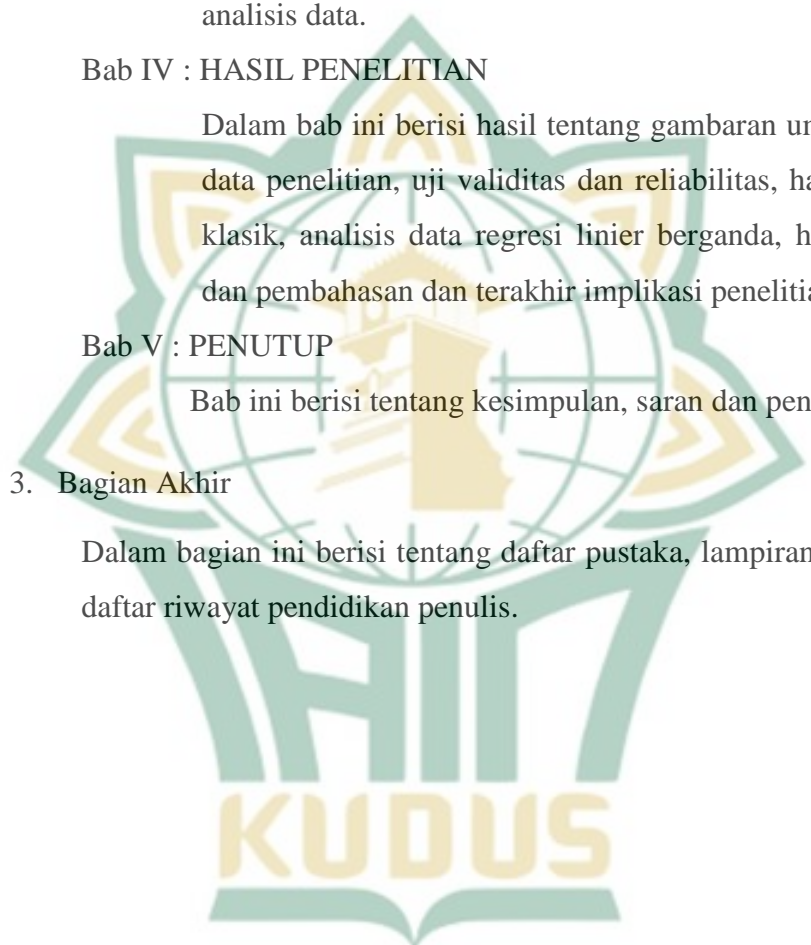 analisis data.
Bab IV : HASIL PENELITIAN
Dalam bab ini berisi hasil tentang gambaran
data penelitian, uji validitas dan reliabilitas,
klasik, analisis data regresi linier berganda,
dan pembahasan dan terakhir implikasi
Bab V : PENUTUP
Bab ini berisi tentang kesimpulan, saran dan
3. Bagian Akhir
Dalam bagian ini berisi tentang daftar pustaka, lampiran
daftar riwayat pendidikan penulis.
IAIN
KUDUS